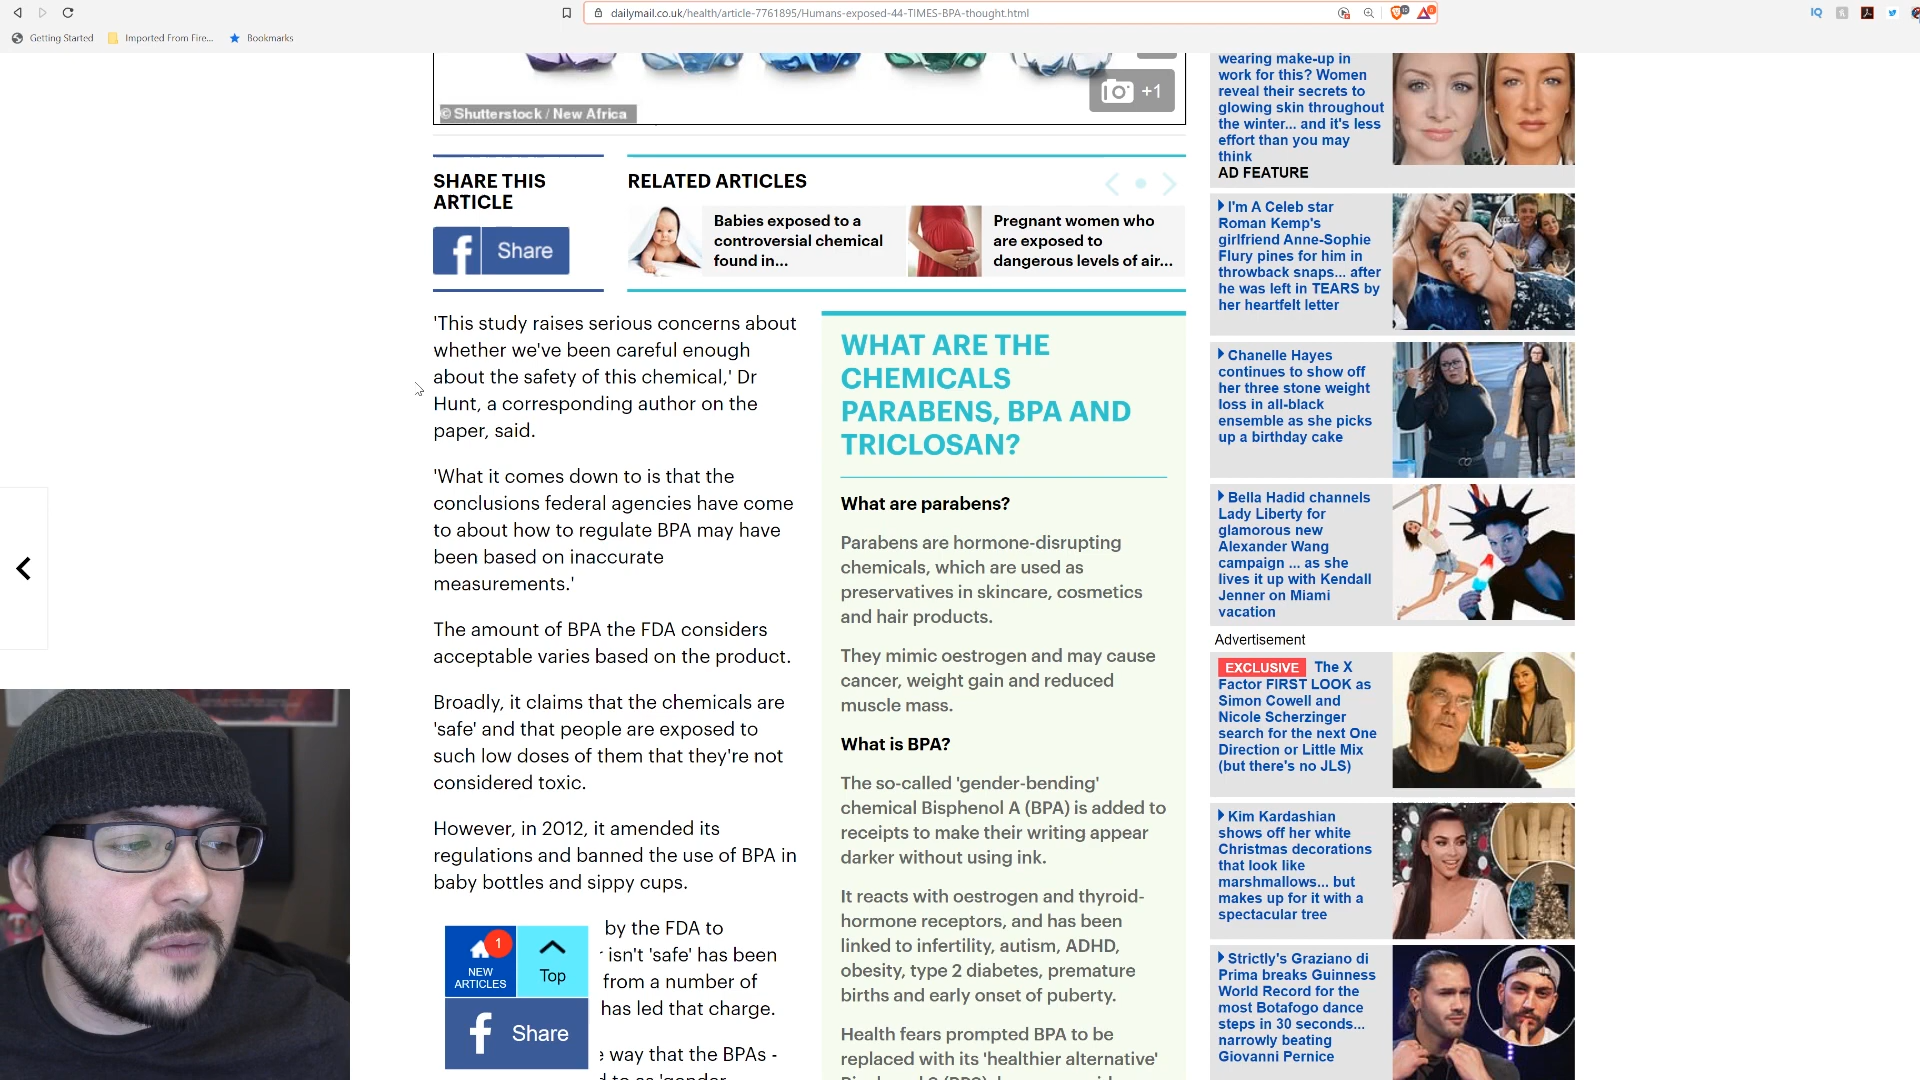 dailymail.co.uk/health/article-7761895/Humans-exposed-44-TIMES-BPA-thought.html
Getting Started
Imported From Fire...
Bookmarks
© Shutterstock / New Africa
+1
SHARE THIS
ARTICLE
Share
RELATED ARTICLES
Babies exposed to a
controversial chemical
found in...
Pregnant women who
are exposed to
dangerous levels of air...
'This study raises serious concerns about
whether we've been careful enough
about the safety of this chemical,' Dr
Hunt, a corresponding author on the
paper, said.
'What it comes down to is that the
conclusions federal agencies have come
to about how to regulate BPA may have
been based on inaccurate
measurements.'
The amount of BPA the FDA considers
acceptable varies based on the product.
Broadly, it claims that the chemicals are
'safe' and that people are exposed to
such low doses of them that they're not
considered toxic.
However, in 2012, it amended its
regulations and banned the use of BPA in
baby bottles and sippy cups.
by the FDA to
isn't 'safe' has been
from a number of
has led that charge.
way that the BPAs -
1
NEW
ARTICLES
Top
Share
WHAT ARE THE
CHEMICALS
PARABENS, BPA AND
TRICLOSAN?
What are parabens?
Parabens are hormone-disrupting
chemicals, which are used as
preservatives in skincare, cosmetics
and hair products.
They mimic oestrogen and may cause
cancer, weight gain and reduced
muscle mass.
What is BPA?
The so-called 'gender-bending'
chemical Bisphenol A (BPA) is added to
receipts to make their writing appear
darker without using ink.
It reacts with oestrogen and thyroid-
hormone receptors, and has been
linked to infertility, autism, ADHD,
obesity, type 2 diabetes, premature
births and early onset of puberty.
Health fears prompted BPA to be
replaced with its 'healthier alternative'
wearing make-up in
work for this? Women
reveal their secrets to
glowing skin throughout
the winter... and it's less
effort than you may
think
AD FEATURE
I'm A Celeb star
Roman Kemp's
girlfriend Anne-Sophie
Flury pines for him in
throwback snaps... after
he was left in TEARS by
her heartfelt letter
Chanelle Hayes
continues to show off
her three stone weight
loss in all-black
ensemble as she picks
up a birthday cake
Bella Hadid channels
Lady Liberty for
glamorous new
Alexander Wang
campaign ... as she
lives it up with Kendall
Jenner on Miami
vacation
Advertisement
EXCLUSIVE The X
Factor FIRST LOOK as
Simon Cowell and
Nicole Scherzinger
search for the next One
Direction or Little Mix
(but there's no JLS)
Kim Kardashian
shows off her white
Christmas decorations
that look like
marshmallows... but
makes up for it with a
spectacular tree
Strictly's Graziano di
Prima breaks Guinness
World Record for the
most Botafogo dance
steps in 30 seconds...
narrowly beating
Giovanni Pernice